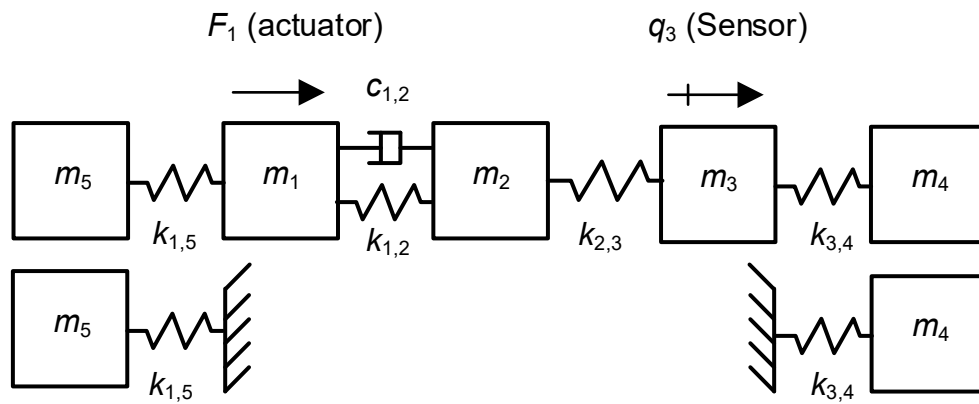 F1 (actuator) q3 (Sensor)
c1,2
m5 m1 m2 m3 m4
k1,5 k1,2 k2,3 k3,4
m5 m4
k1,5 k3,4